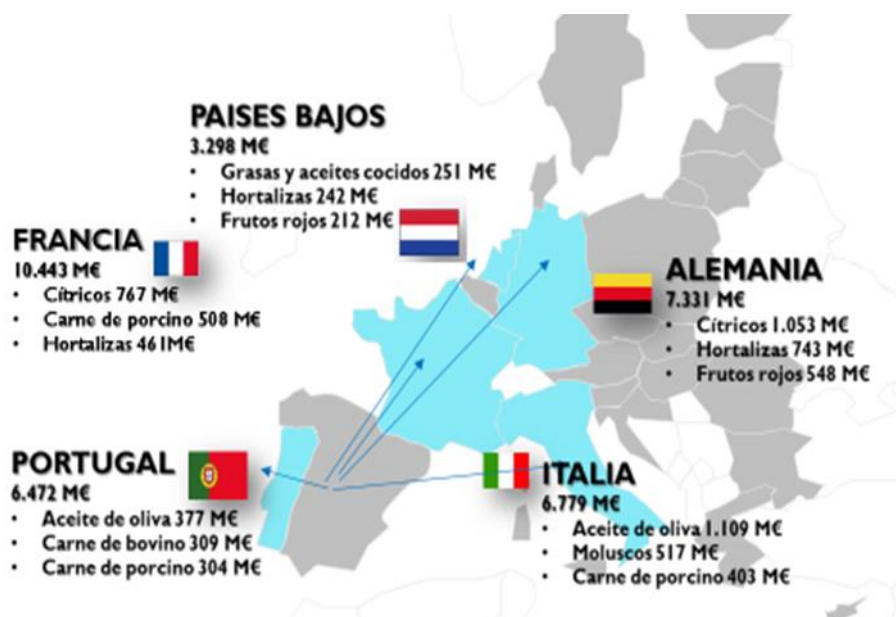 PAISES BAJOS
3.298 M€
• Grasas y aceites cocidos 251 M€
• Hortalizas 242 M€
• Frutos rojos 212 M€
FRANCIA
10.443 M€
• Cítricos 767 M€
• Carne de porcino 508 M€
• Hortalizas 461M€
ALEMANIA
7.331 M€
• Cítricos 1.053 M€
• Hortalizas 743 M€
• Frutos rojos 548 M€
PORTUGAL
6.472 M€
• Aceite de oliva 377 M€
• Carne de bovino 309 M€
• Carne de porcino 304 M€
ITALIA
6.779 M€
• Aceite de oliva 1.109 M€
• Moluscos 517 M€
• Carne de porcino 403 M€